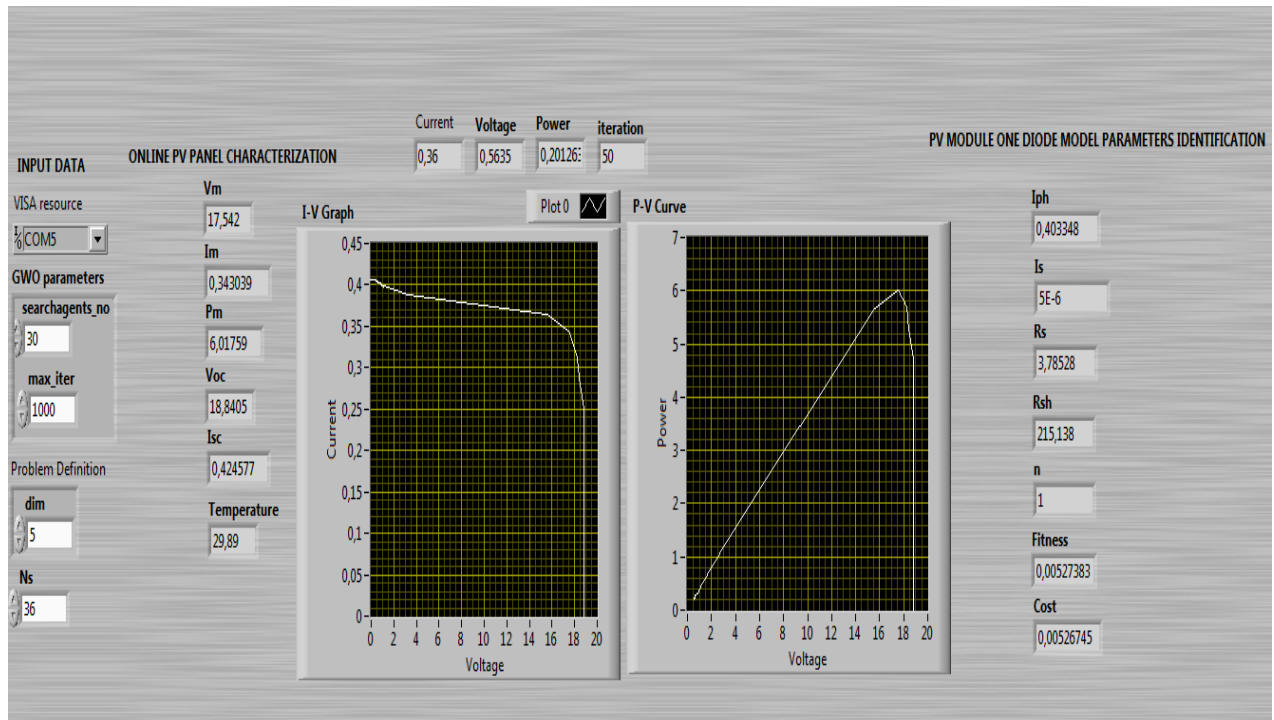 Current
Voltage
Power
iteration
0,36
0,5635
0,201263
50
PV MODULE ONE DIODE MODEL PARAMETERS IDENTIFICATION
ONLINE PV PANEL CHARACTERIZATION
INPUT DATA
VISA resource
COM5
GWO parameters
searchagents_no
30
max_iter
1000
Problem Definition
dim
5
Ns
36
Vm
17,542
Im
0,343039
Pm
6,01759
Voc
18,8405
Isc
0,424577
Temperature
29,89
I-V Graph
Plot 0
0,45
0,4
0,35
0,3
0,25
0,2
0,15
0,1
0,05
0
Current
0 2 4 6 8 10 12 14 16 18 20
Voltage
P-V Curve
7
6
5
4
3
2
1
0
Power
0 2 4 6 8 10 12 14 16 18 20
Voltage
Iph
0,403348
Is
5E-6
Rs
3,78528
Rsh
215,138
n
1
Fitness
0,00527383
Cost
0,00526745